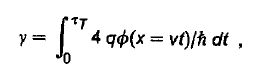 γ = ∫₀^{τ_T} 4 qϕ(x = vt)/ℏ dt ,